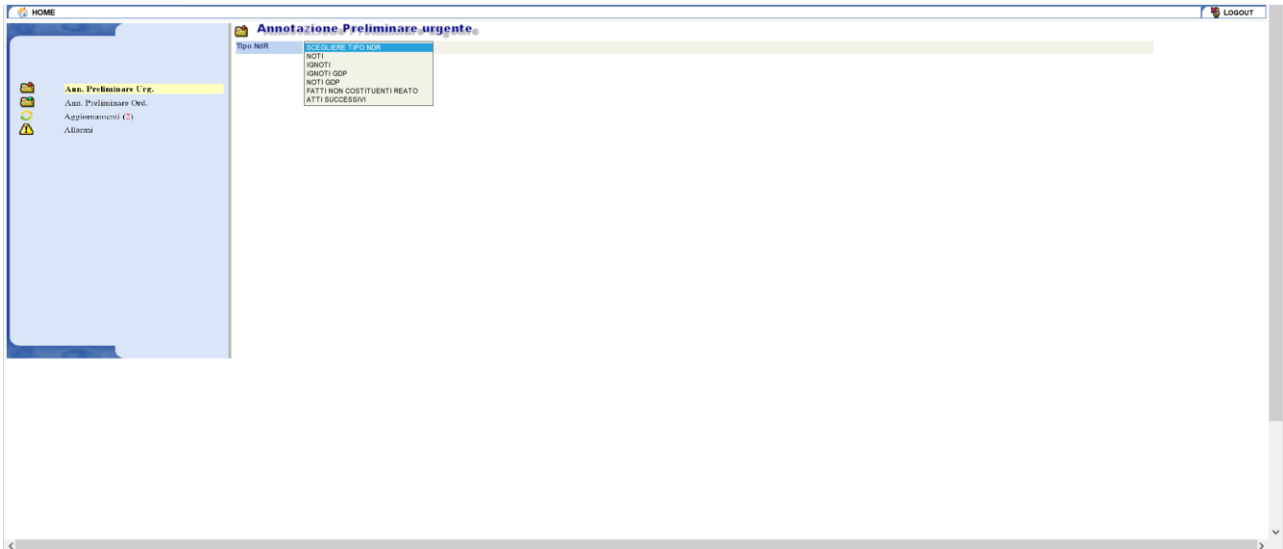 HOME
LOGOUT
Annotazione Preliminare urgente
Tipo NdR
SCEGLIERE TIPO NDR
NOTI
IGNOTI
IGNOTI GDP
NOTI GDP
FATTI NON COSTITUENTI REATO
ATTI SUCCESSIVI
Ann. Preliminare Urg.
Ann. Preliminare Ord.
Aggiornamenti (2)
Allarmi